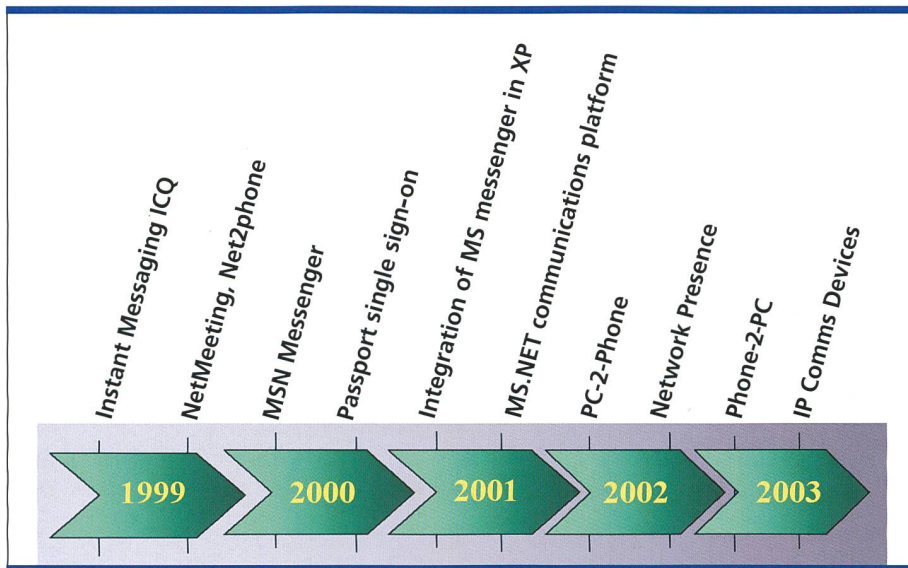 Instant Messaging ICQ
NetMeeting, Net2phone
MSN Messenger
Passport single sign-on
Integration of MS messenger in XP
MS.NET communications platform
PC-2-Phone
Network Presence
Phone-2-PC
IP Comms Devices
1999
2000
2001
2002
2003